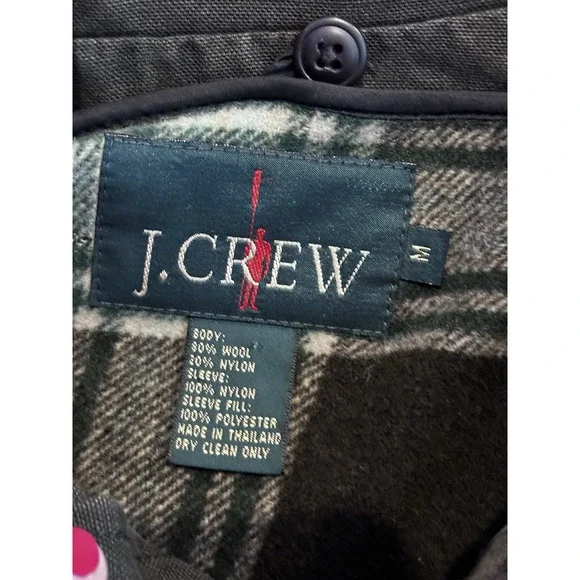 J.CREW
M
BODY:
80% WOOL
20% NYLON
SLEEVE:
100% NYLON
SLEEVE FILL:
100% POLYESTER
MADE IN THAILAND
DRY CLEAN ONLY